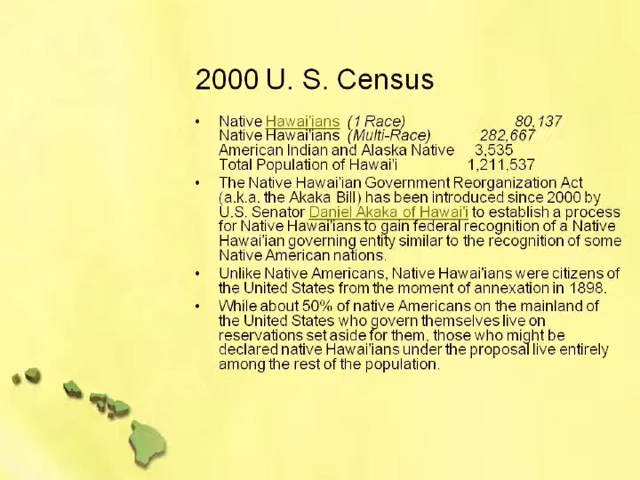 2000 U. S. Census
• Native Hawai'ians (1 Race) 80,137
Native Hawai'ians (Multi-Race) 282,667
American Indian and Alaska Native 3,535
Total Population of Hawai'i 1,211,537
• The Native Hawai'ian Government Reorganization Act
(a.k.a. the Akaka Bill) has been introduced since 2000 by
U.S. Senator Daniel Akaka of Hawai'i to establish a process
for Native Hawai'ians to gain federal recognition of a Native
Hawai'ian governing entity similar to the recognition of some
Native American nations.
• Unlike Native Americans, Native Hawai'ians were citizens of
the United States from the moment of annexation in 1898.
• While about 50% of native Americans on the mainland of
the United States who govern themselves live on
reservations set aside for them, those who might be
declared native Hawai'ians under the proposal live entirely
among the rest of the population.